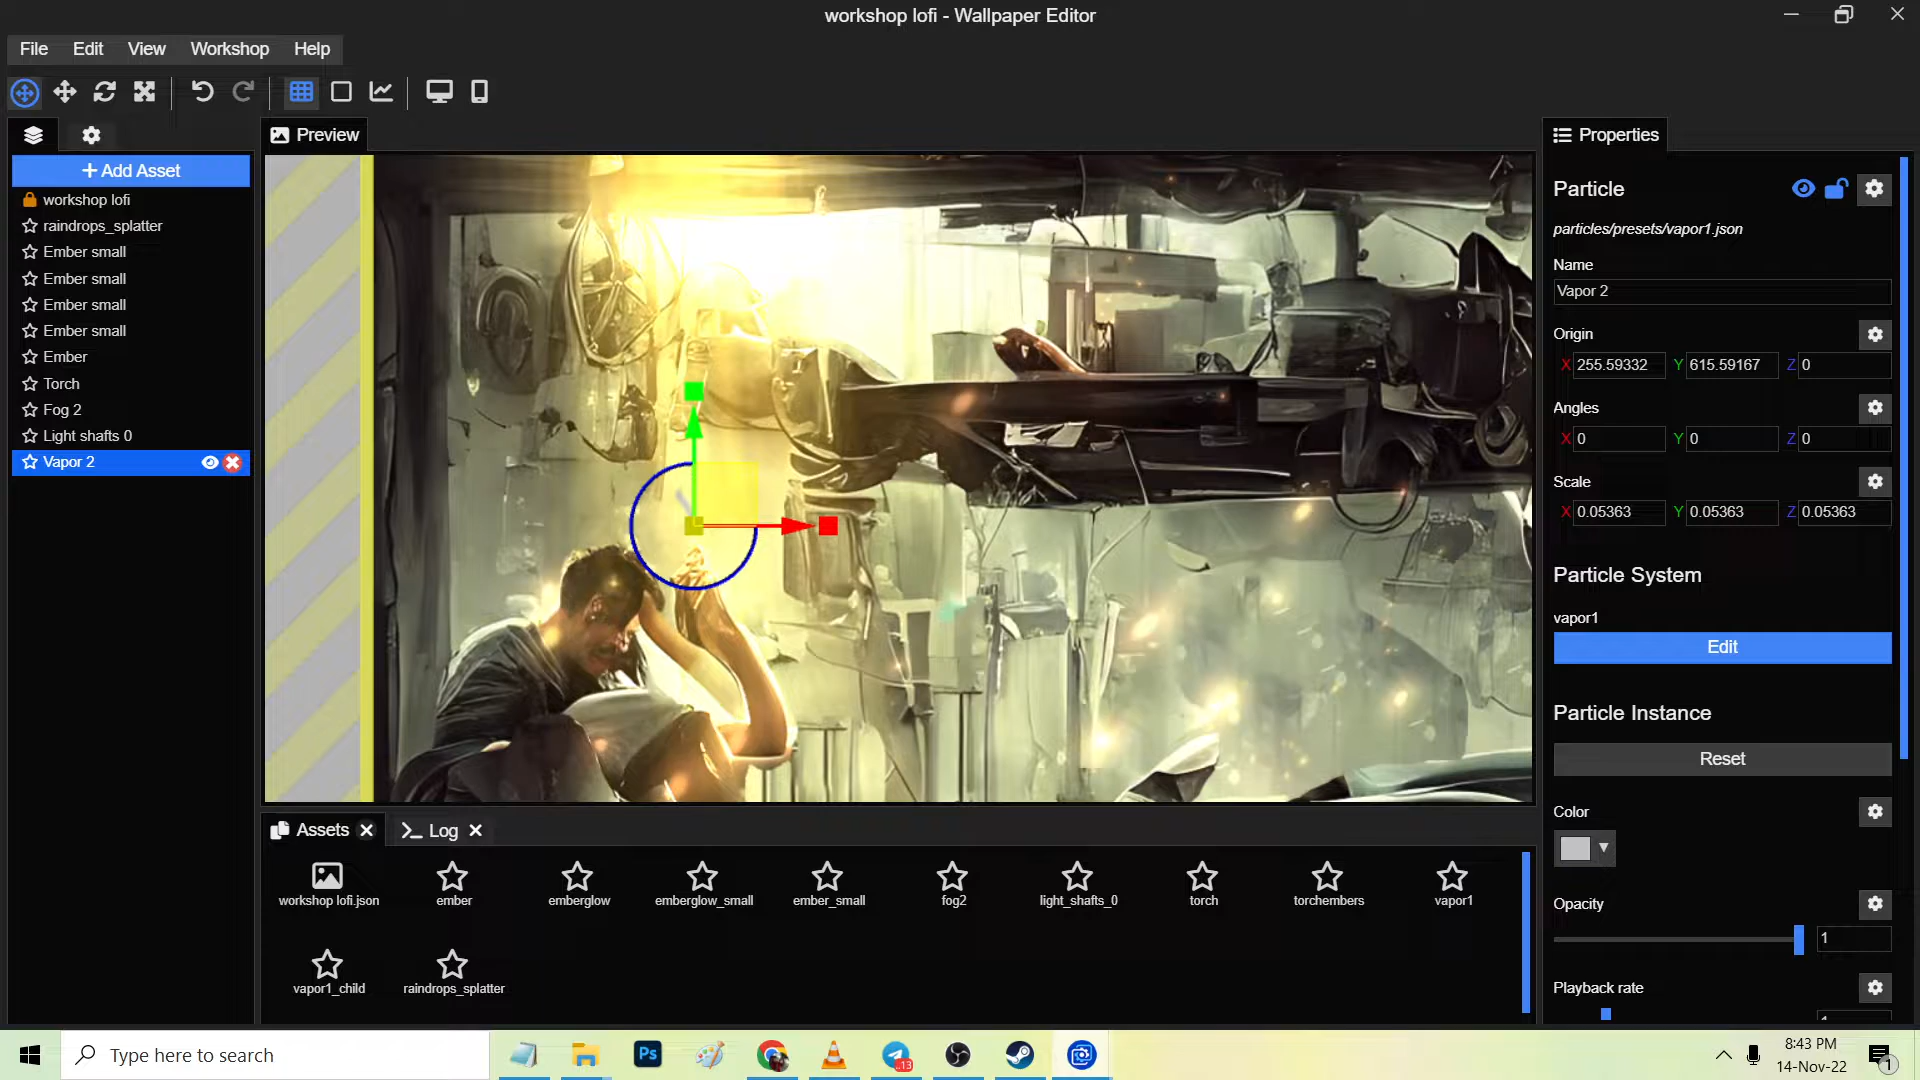 workshop lofi - Wallpaper Editor
File Edit View Workshop Help
Preview
Properties
Add Asset
workshop lofi
raindrops_splatter
Ember small
Ember small
Ember small
Ember small
Ember
Torch
Fog 2
Light shafts 0
Vapor 2
Particle
particles/presets/vapor1.json
Name
Vapor 2
Origin
X 255.59332 Y 615.59167 Z 0
Angles
X 0 Y 0 Z 0
Scale
X 0.05363 Y 0.05363 Z 0.05363
Particle System
vapor1
Edit
Particle Instance
Reset
Color
Opacity
1
Playback rate
Assets Log
workshop lofi.json ember emberglow emberglow_small ember_small fog2 light_shafts_0 torch torchembers vapor1
vapor1_child raindrops_splatter
Type here to search
Ps
13
8:43 PM
14-Nov-22
1